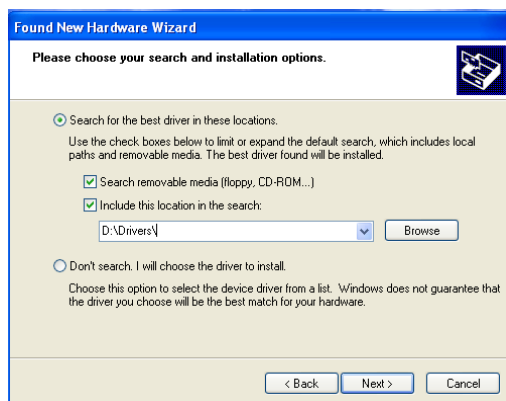 Found New Hardware Wizard
Please choose your search and installation options.
Search for the best driver in these locations.
Use the check boxes below to limit or expand the default search, which includes local
paths and removable media. The best driver found will be installed.
Search removable media (floppy, CD-ROM...)
Include this location in the search:
D:\Drivers\
Browse
Don't search. I will choose the driver to install.
Choose this option to select the device driver from a list. Windows does not guarantee that
the driver you choose will be the best match for your hardware.
< Back Next > Cancel